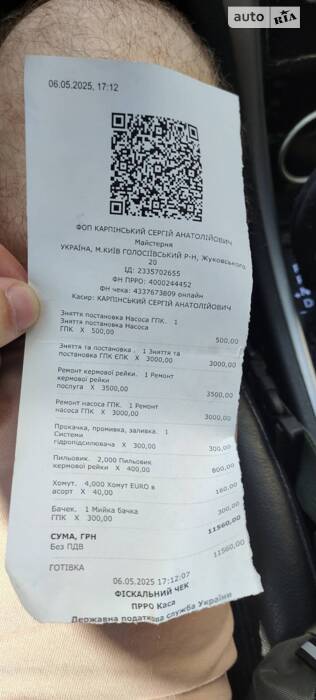 auto RIA
06.05.2025, 17:12
ФОП КАРПІНСЬКИЙ СЕРГІЙ АНАТОЛІЙОВИЧ
Майстерня
УКРАЇНА, М.КИЇВ ГОЛОСІЇВСЬКИЙ Р-Н, Жуковського
20
ІД: 2335702655
ФН ПРРО: 4000244452
ФН чека: 4337673809 онлайн
Касир: КАРПІНСЬКИЙ СЕРГІЙ АНАТОЛІЙОВИЧ
Зняття постановка Насоса ГПК. 1
Зняття постановка Насоса
ГПК X 500,00 500,00
Зняття та постановка . 1 Зняття та
постановка ГПК ЄПК X 3000,00 3000,00
Ремонт кермової рейки. 1 Ремонт
кермової рейки
послуга X 3500,00 3500,00
Ремонт насоса ГПК. 1 Ремонт
насоса ГПК X 3000,00 3000,00
Прокачка, промивка, заливка. 1
Системи
гідропідсилювача X 300,00 300,00
Пильовик. 2,000 Пильовик
кермової рейки X 400,00 800,00
Хомут. 4,000 Хомут EURO в
асорт X 40,00 160,00
Бачек. 1 Мийка бачка
ГПК X 300,00 300,00
СУМА, ГРН 11560,00
Без ПДВ
ГОТІВКА 11560,00
06.05.2025 17:12:07
ФІСКАЛЬНИЙ ЧЕК
ПРРО Каса
Державна податкова служба України